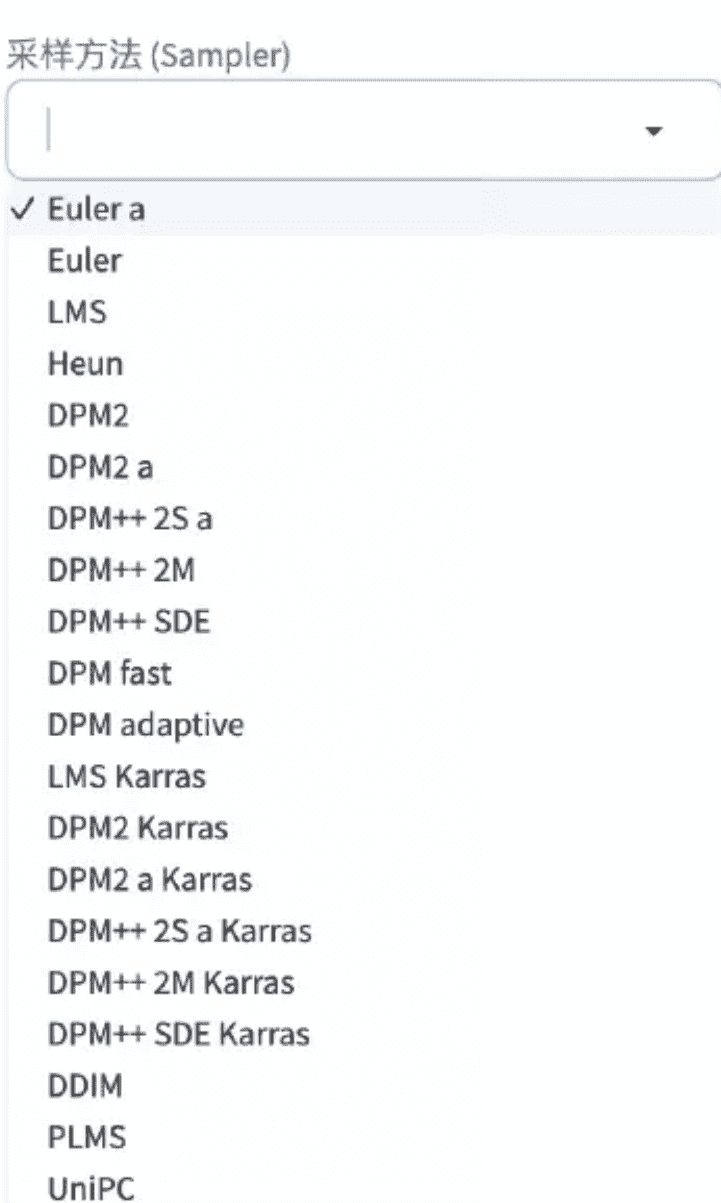 采样方法 (Sampler)
Euler a
Euler
LMS
Heun
DPM2
DPM2 a
DPM++ 2S a
DPM++ 2M
DPM++ SDE
DPM fast
DPM adaptive
LMS Karras
DPM2 Karras
DPM2 a Karras
DPM++ 2S a Karras
DPM++ 2M Karras
DPM++ SDE Karras
DDIM
PLMS
UniPC